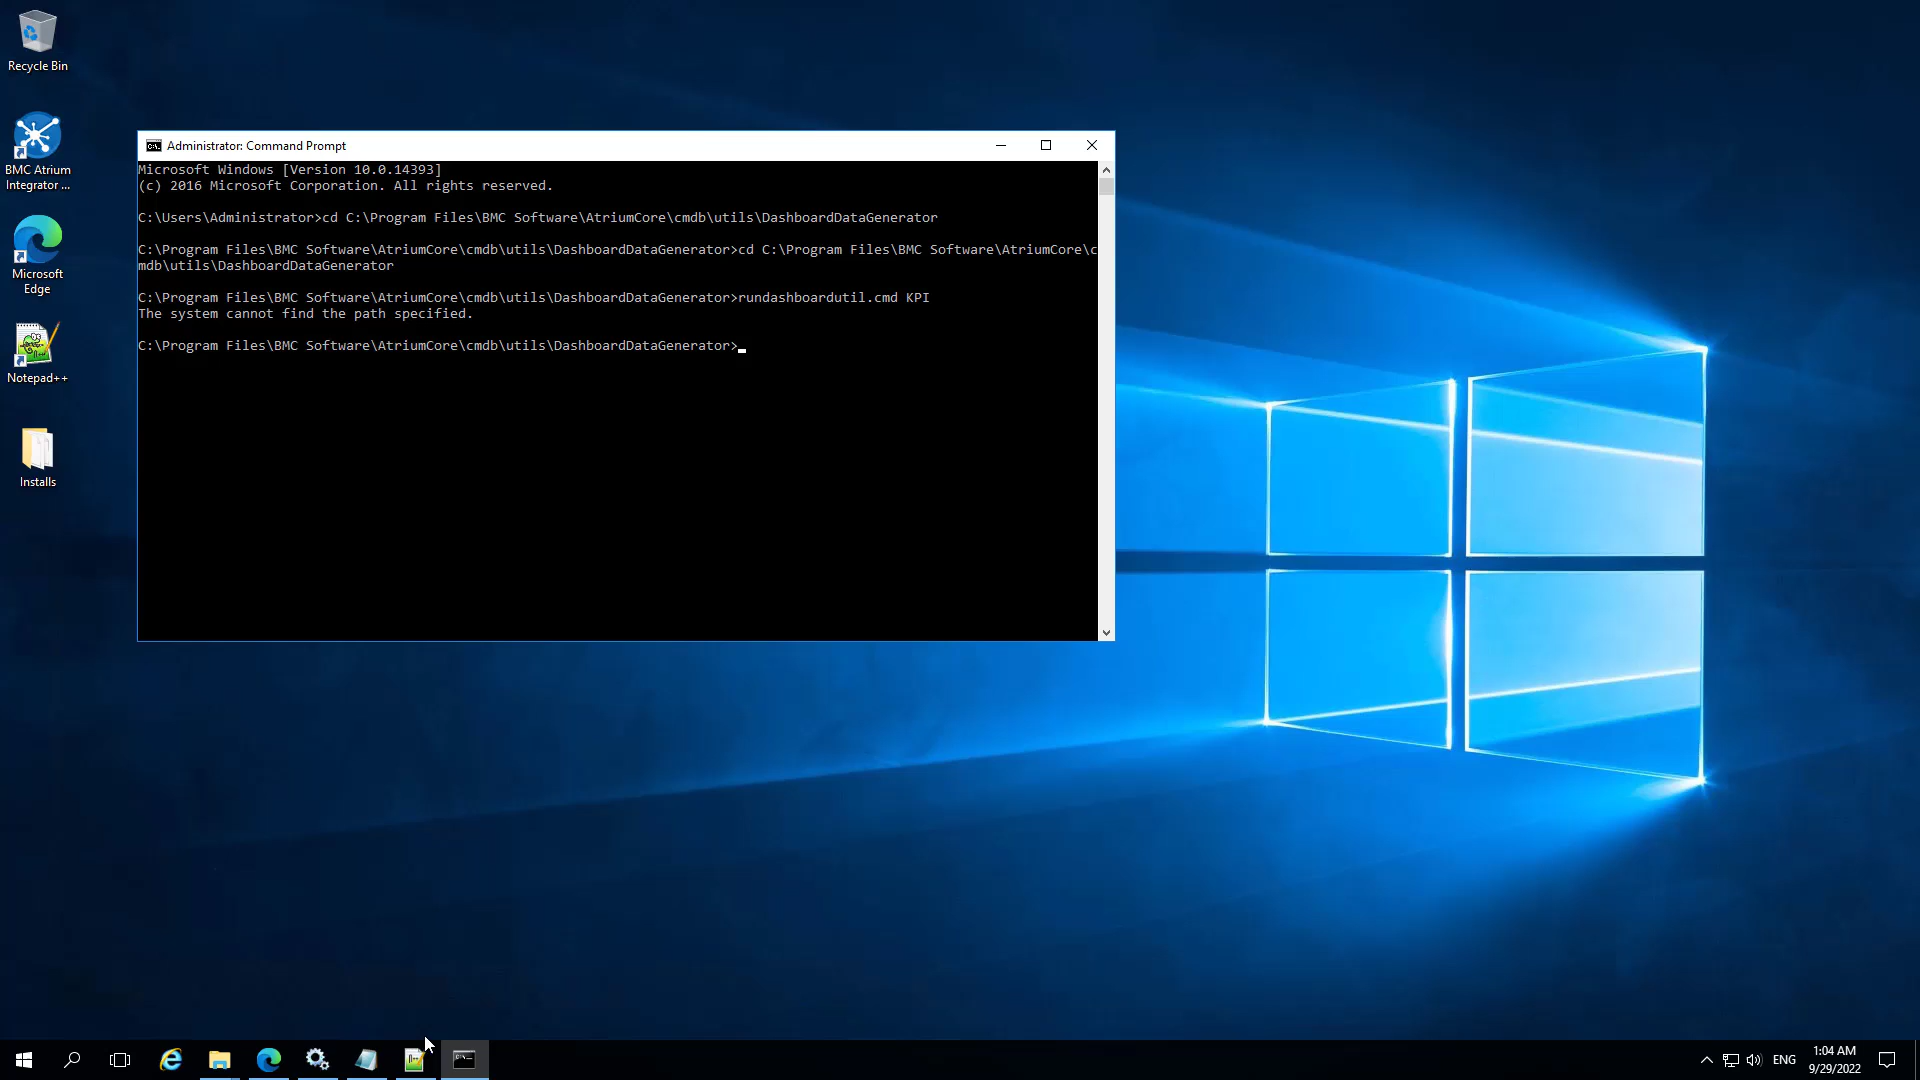 Recycle Bin
BMC Atrium
Integrator ...
Microsoft
Edge
Notepad++
Installs
Administrator: Command Prompt
Microsoft Windows [Version 10.0.14393]
(c) 2016 Microsoft Corporation. All rights reserved.
C:\Users\Administrator>cd C:\Program Files\BMC Software\AtriumCore\cmdb\utils\DashboardDataGenerator
C:\Program Files\BMC Software\AtriumCore\cmdb\utils\DashboardDataGenerator>cd C:\Program Files\BMC Software\AtriumCore\c
mdb\utils\DashboardDataGenerator
C:\Program Files\BMC Software\AtriumCore\cmdb\utils\DashboardDataGenerator>rundashboardutil.cmd KPI
The system cannot find the path specified.
C:\Program Files\BMC Software\AtriumCore\cmdb\utils\DashboardDataGenerator>
ENG
1:04 AM
9/29/2022